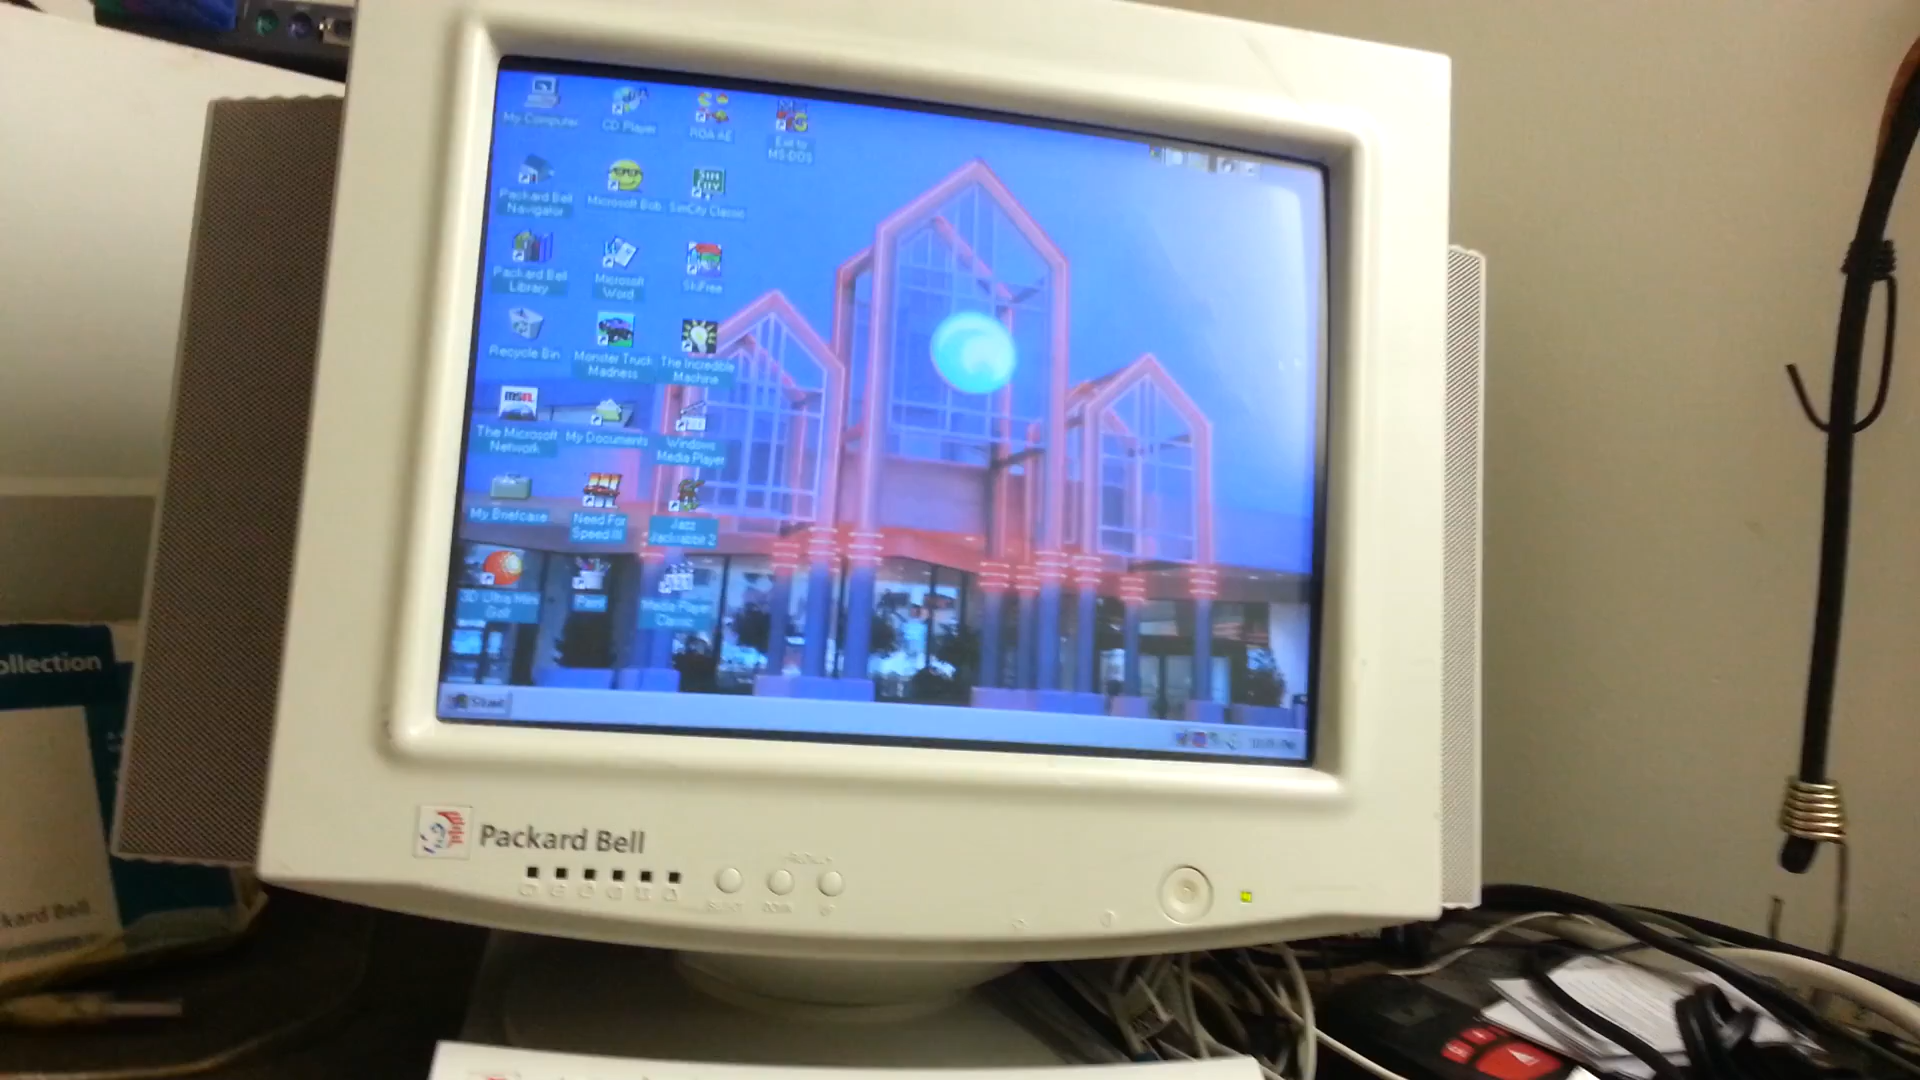 My Computer
CD Player
ROA AE
Exit to
MS-DOS
Packard Bell
Navigator
Microsoft Bob
SimCity Classic
Packard Bell
Library
Microsoft
Word
SkiFree
Recycle Bin
Monster Truck
Madness
The Incredible
Machine
msn
The Microsoft
Network
My Documents
Windows
Media Player
My Briefcase
Need For
Speed III
Jazz
Jackrabbit 2
3D Ultra Mini
Golf
Paint
Media Player
Classic
Start
Packard Bell
ollection
kard Bell